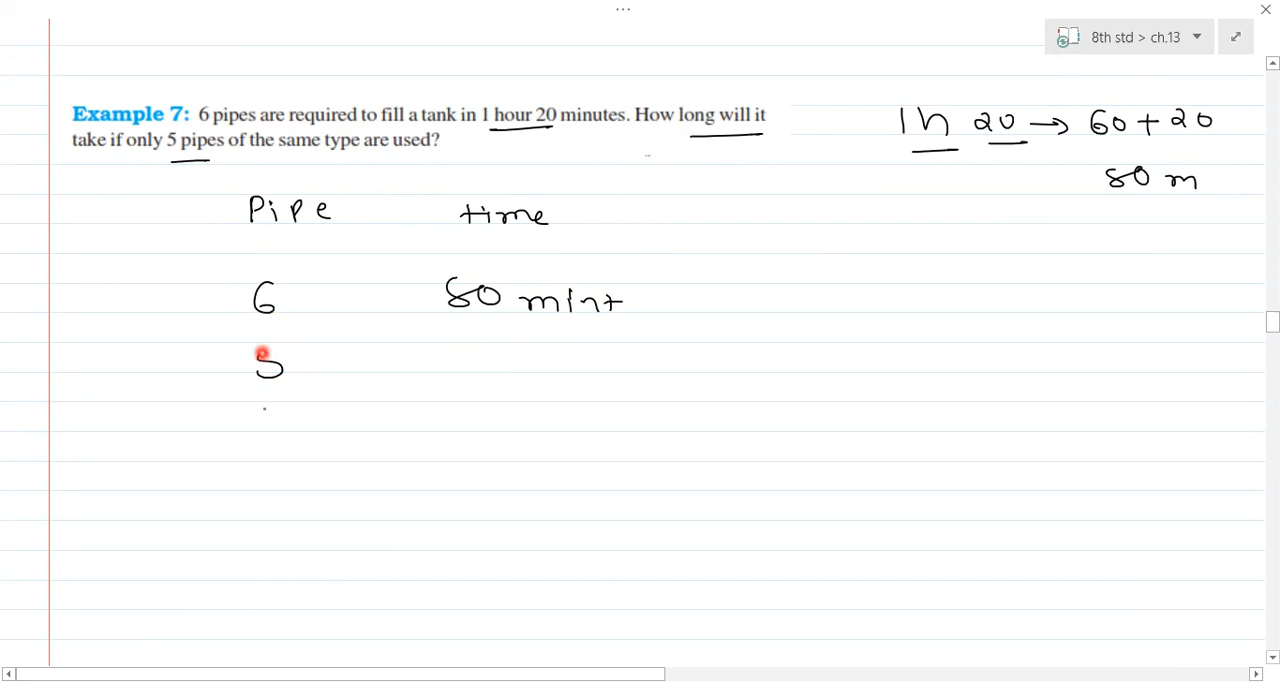 8th std > ch.13
Example 7: 6 pipes are required to fill a tank in 1 hour 20 minutes. How long will it
take if only 5 pipes of the same type are used?
1h 20 → 60 + 20
80 m
Pipe time
6 80 mint
5